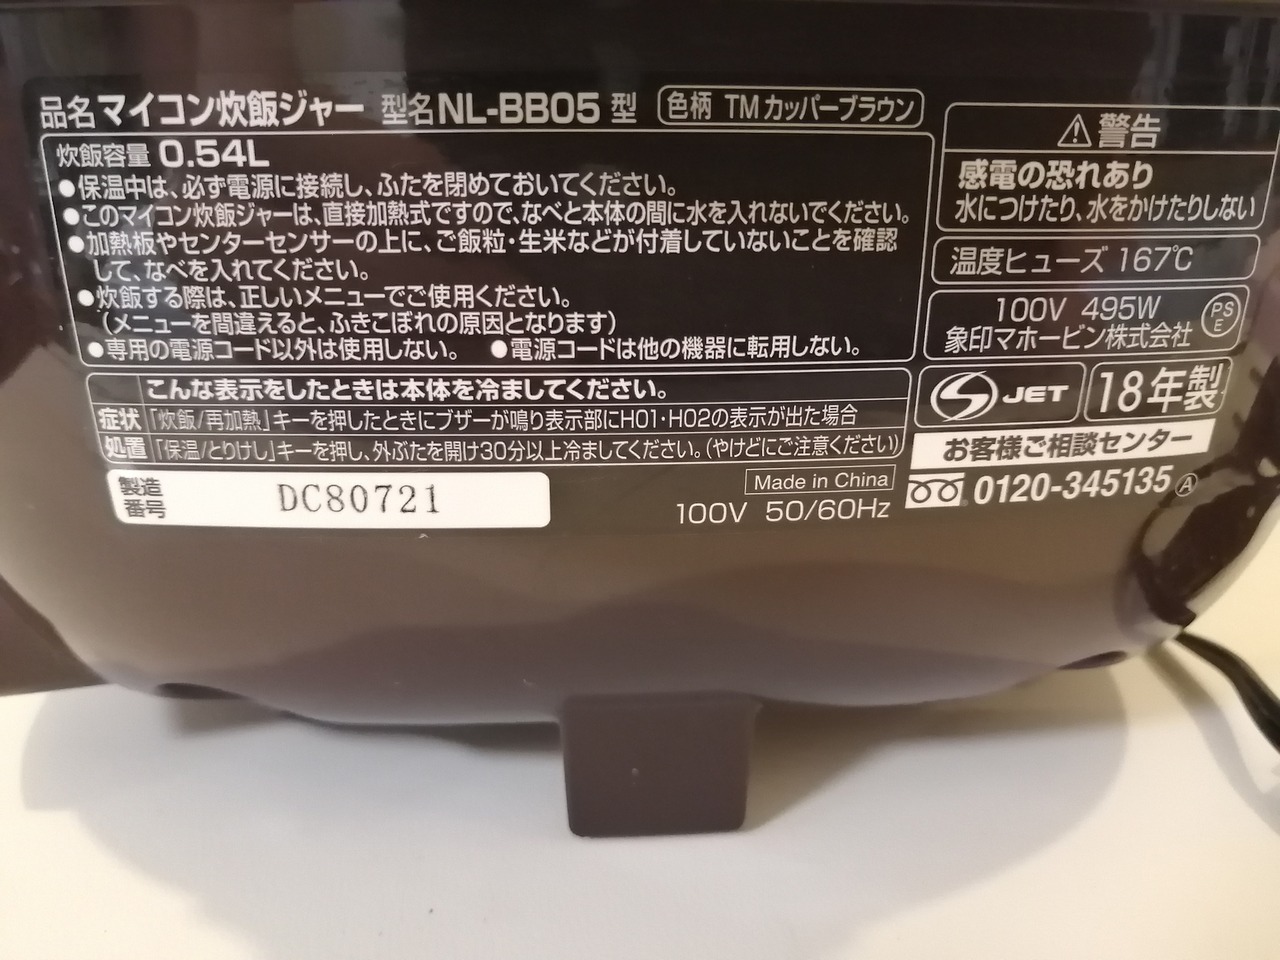 品名 マイコン炊飯ジャー 型名 NL-BB05 型 色柄 TMカッパーブラウン
炊飯容量 0.54L
●保温中は、必ず電源に接続し、ふたを閉めておいてください。
●このマイコン炊飯ジャーは、直接加熱式ですので、なべと本体の間に水を入れないでください。
●加熱板やセンターセンサーの上に、ご飯粒・生米などが付着していないことを確認
して、なべを入れてください。
●炊飯する際は、正しいメニューでご使用ください。
（メニューを間違えると、ふきこぼれの原因となります）
●専用の電源コード以外は使用しない。 ●電源コードは他の機器に転用しない。
こんな表示をしたときは本体を冷ましてください。
症状 「炊飯/再加熱」キーを押したときにブザーが鳴り表示部にH01・H02の表示が出た場合
処置 「保温/とりけし」キーを押し、外ぶたを開け30分以上冷ましてください。（やけどにご注意ください）
製造
番号
DC80721
Made in China
100V 50/60Hz
⚠警告
感電の恐れあり
水につけたり、水をかけたりしない
温度ヒューズ 167℃
100V 495W
象印マホービン株式会社
PS
E
JET
18年製
お客様ご相談センター
0120-345135 Ⓐ